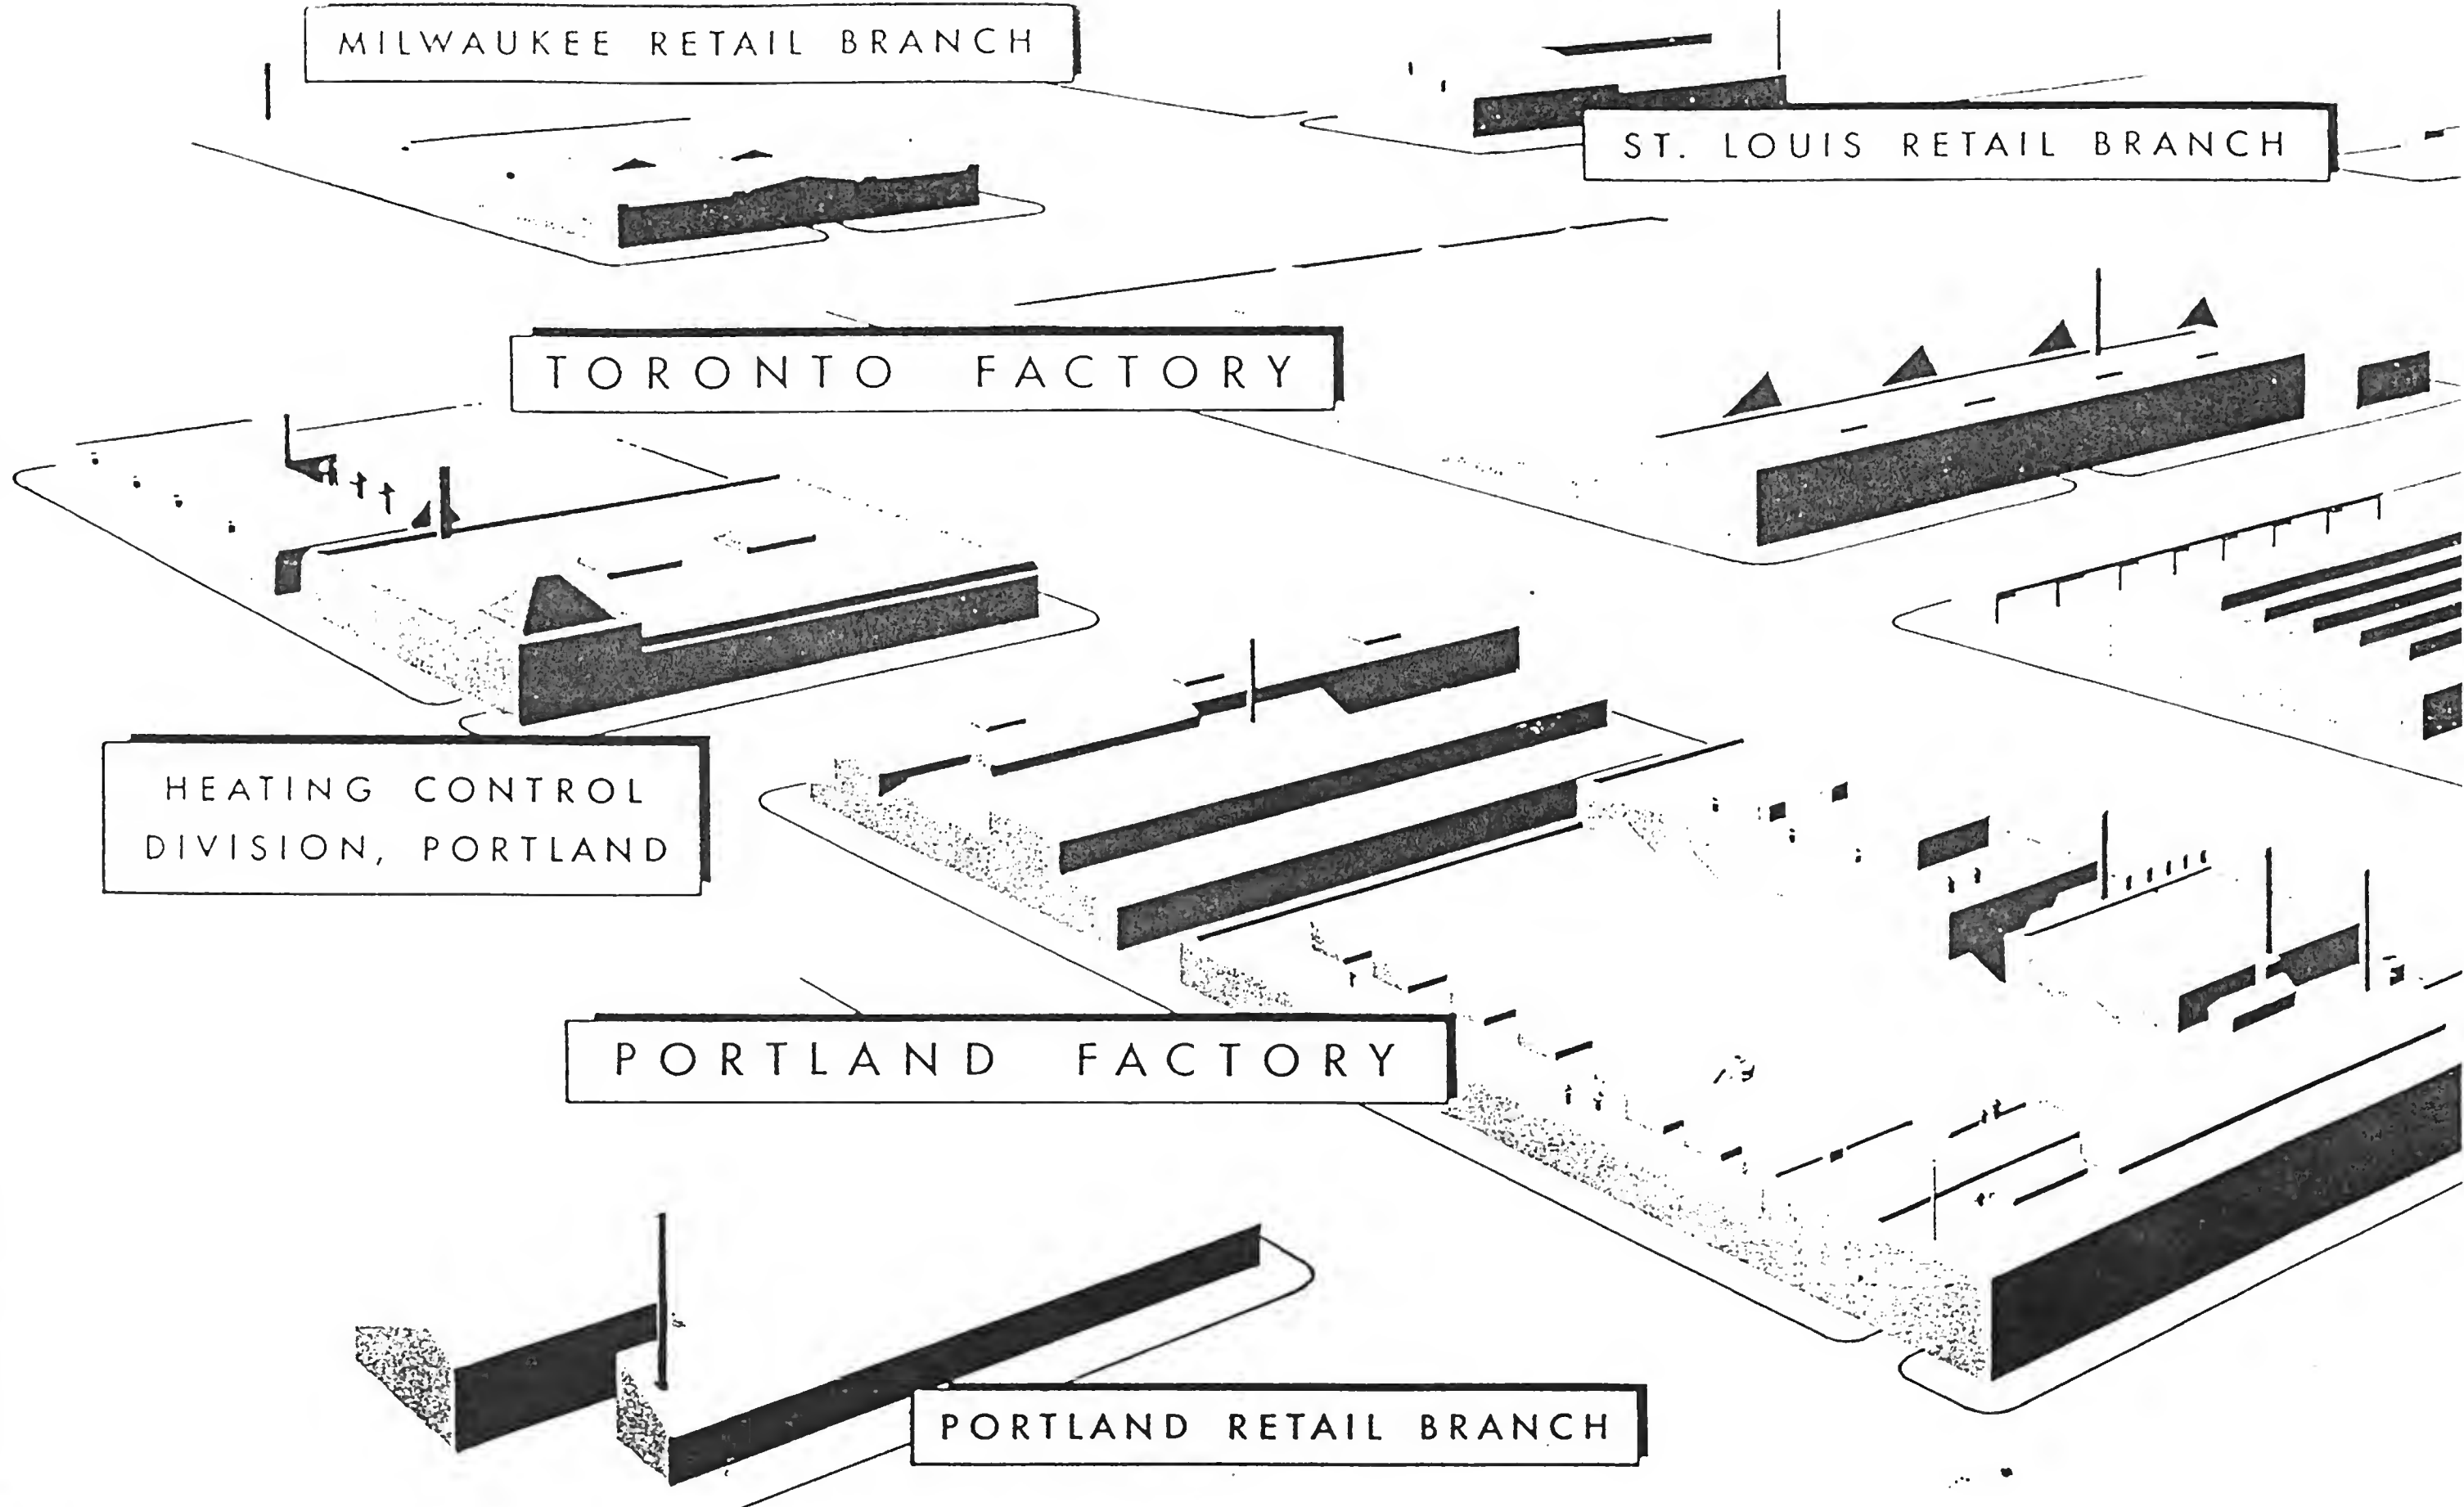 MILWAUKEE RETAIL BRANCH
ST. LOUIS RETAIL BRANCH
TORONTO FACTORY
HEATING CONTROL
DIVISION, PORTLAND
PORTLAND FACTORY
PORTLAND RETAIL BRANCH